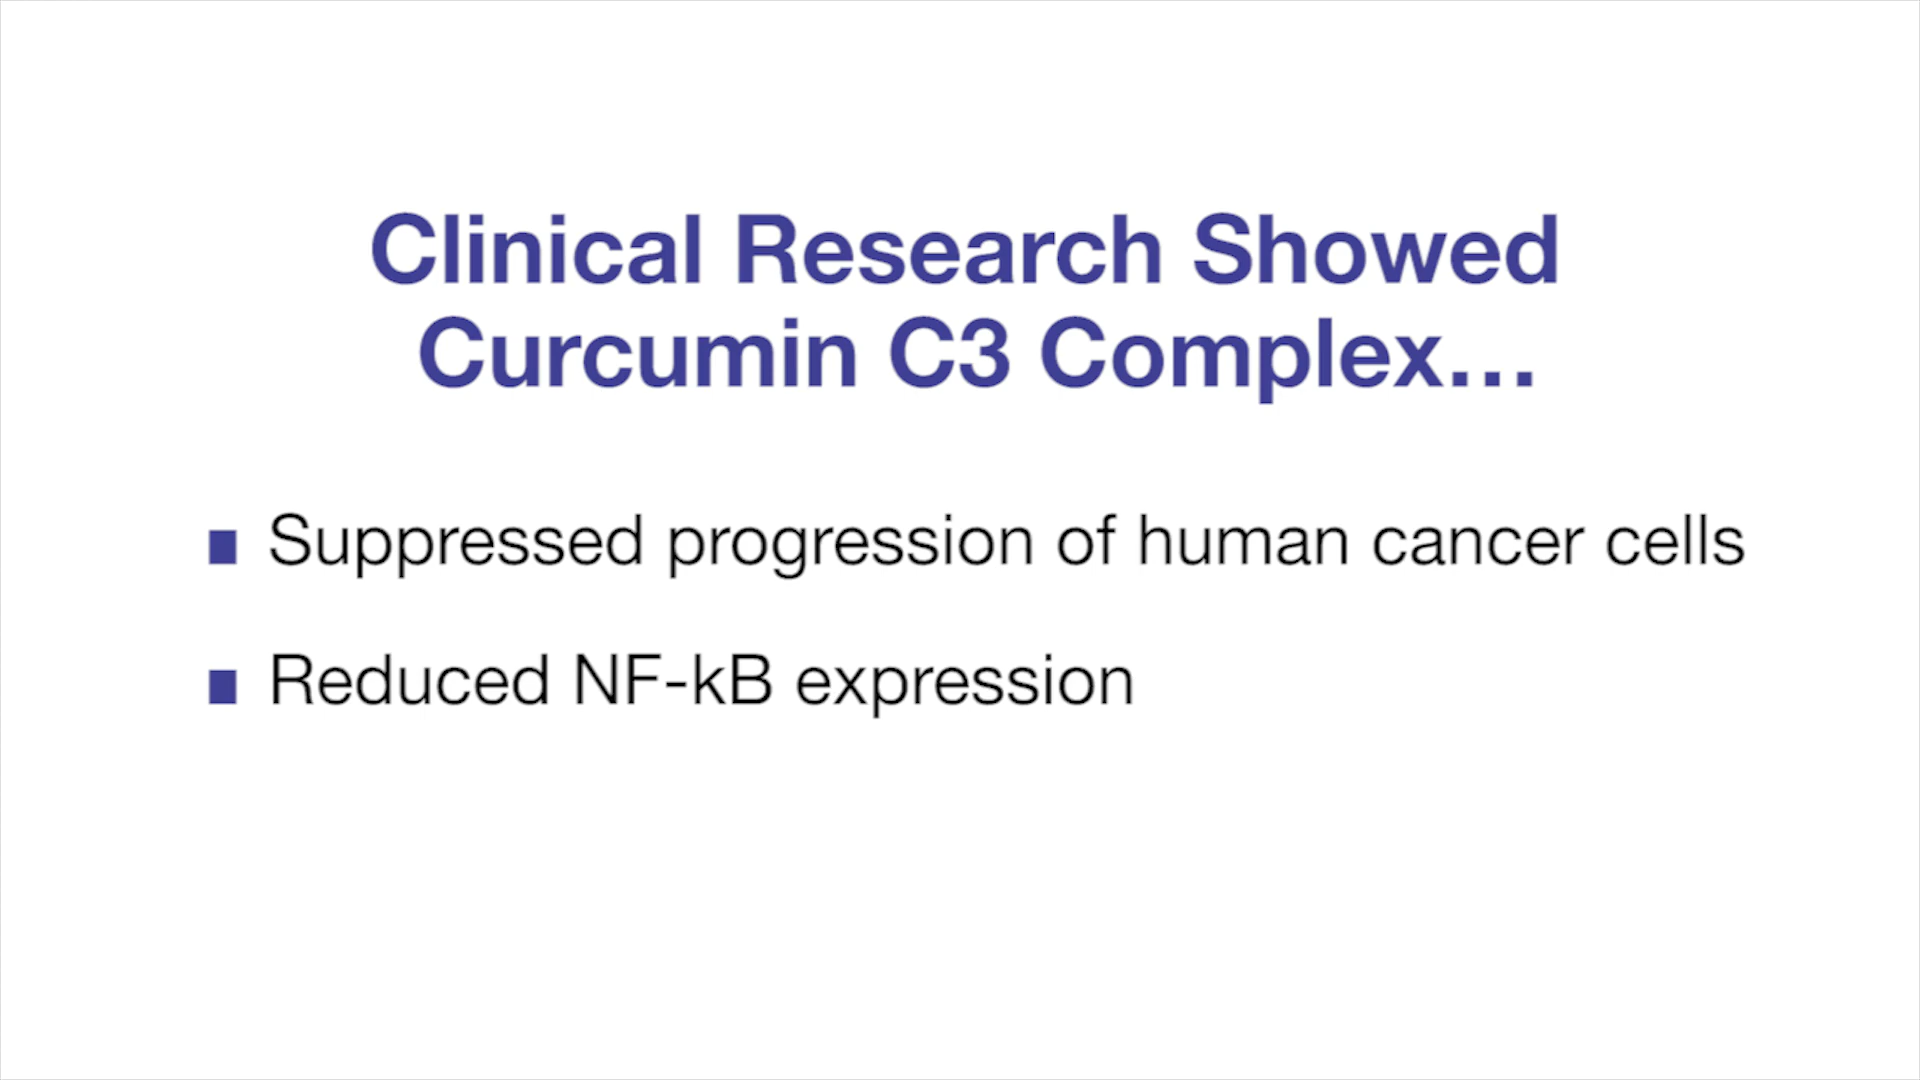 Clinical Research Showed
Curcumin C3 Complex...
■ Suppressed progression of human cancer cells
■ Reduced NF-kB expression